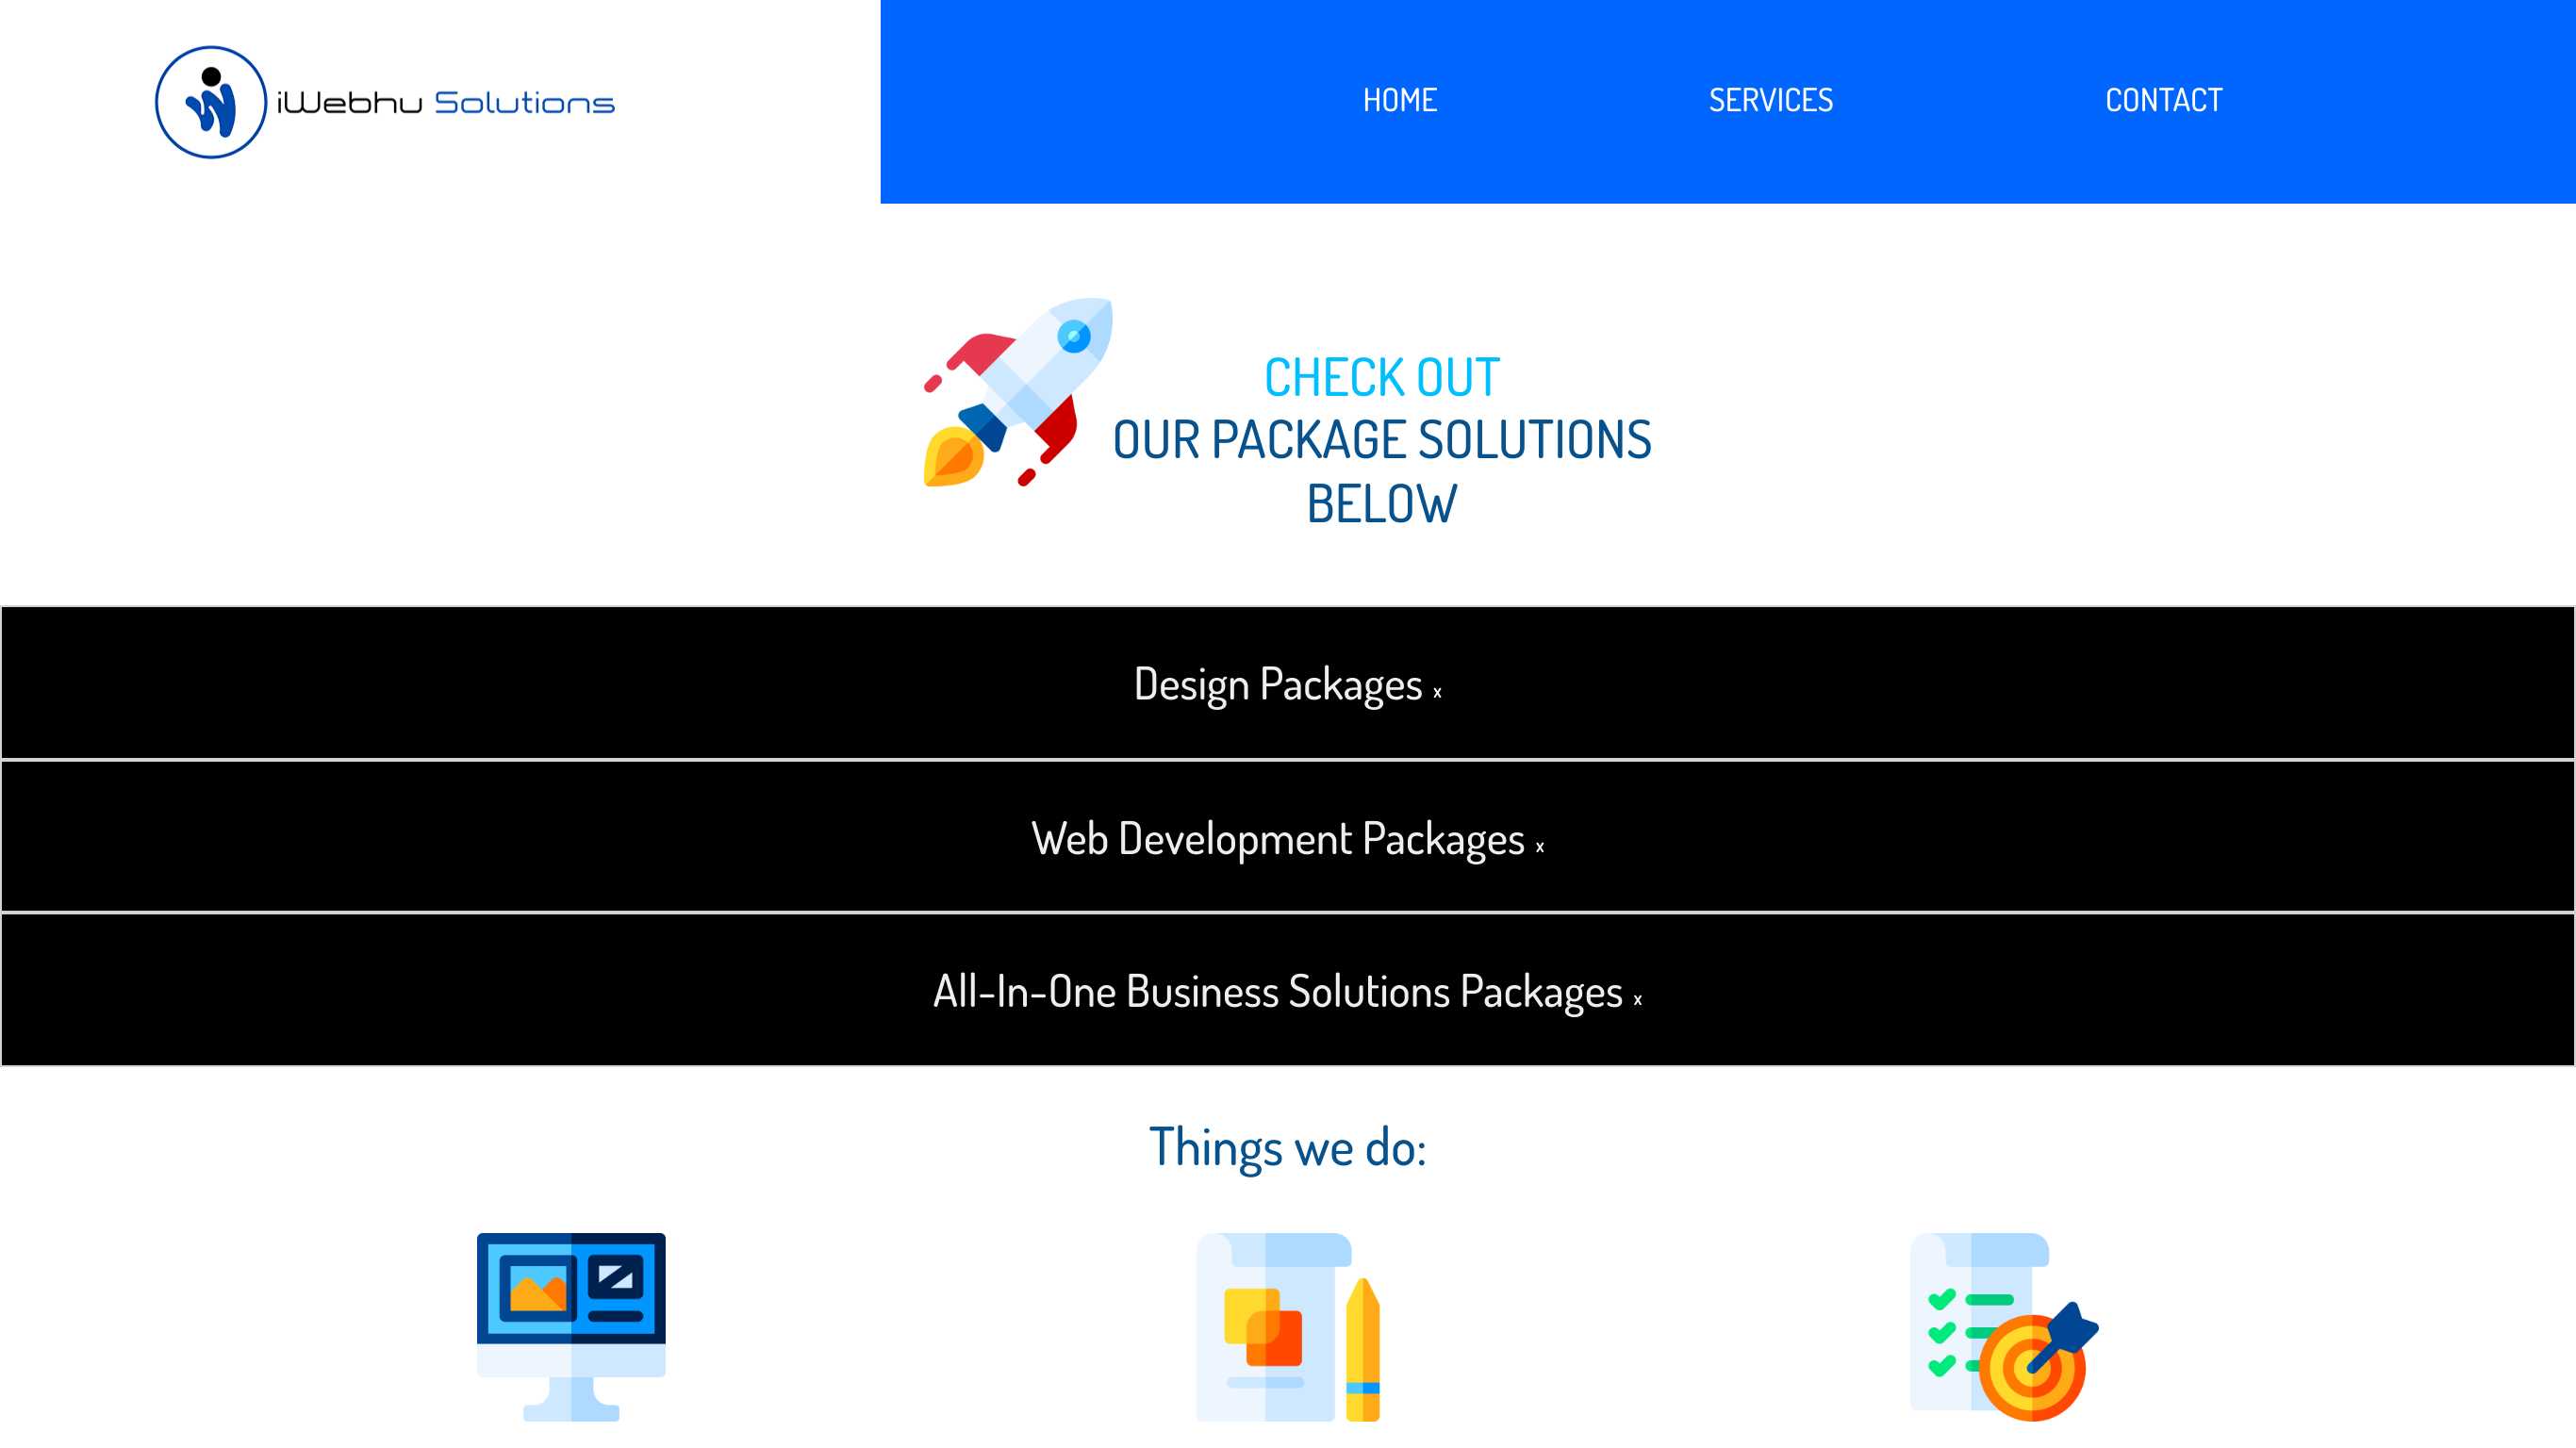 iWebhu Solutions
HOME SERVICES CONTACT
CHECK OUT
OUR PACKAGE SOLUTIONS
BELOW
Design Packages x
Web Development Packages x
All-In-One Business Solutions Packages x
Things we do: